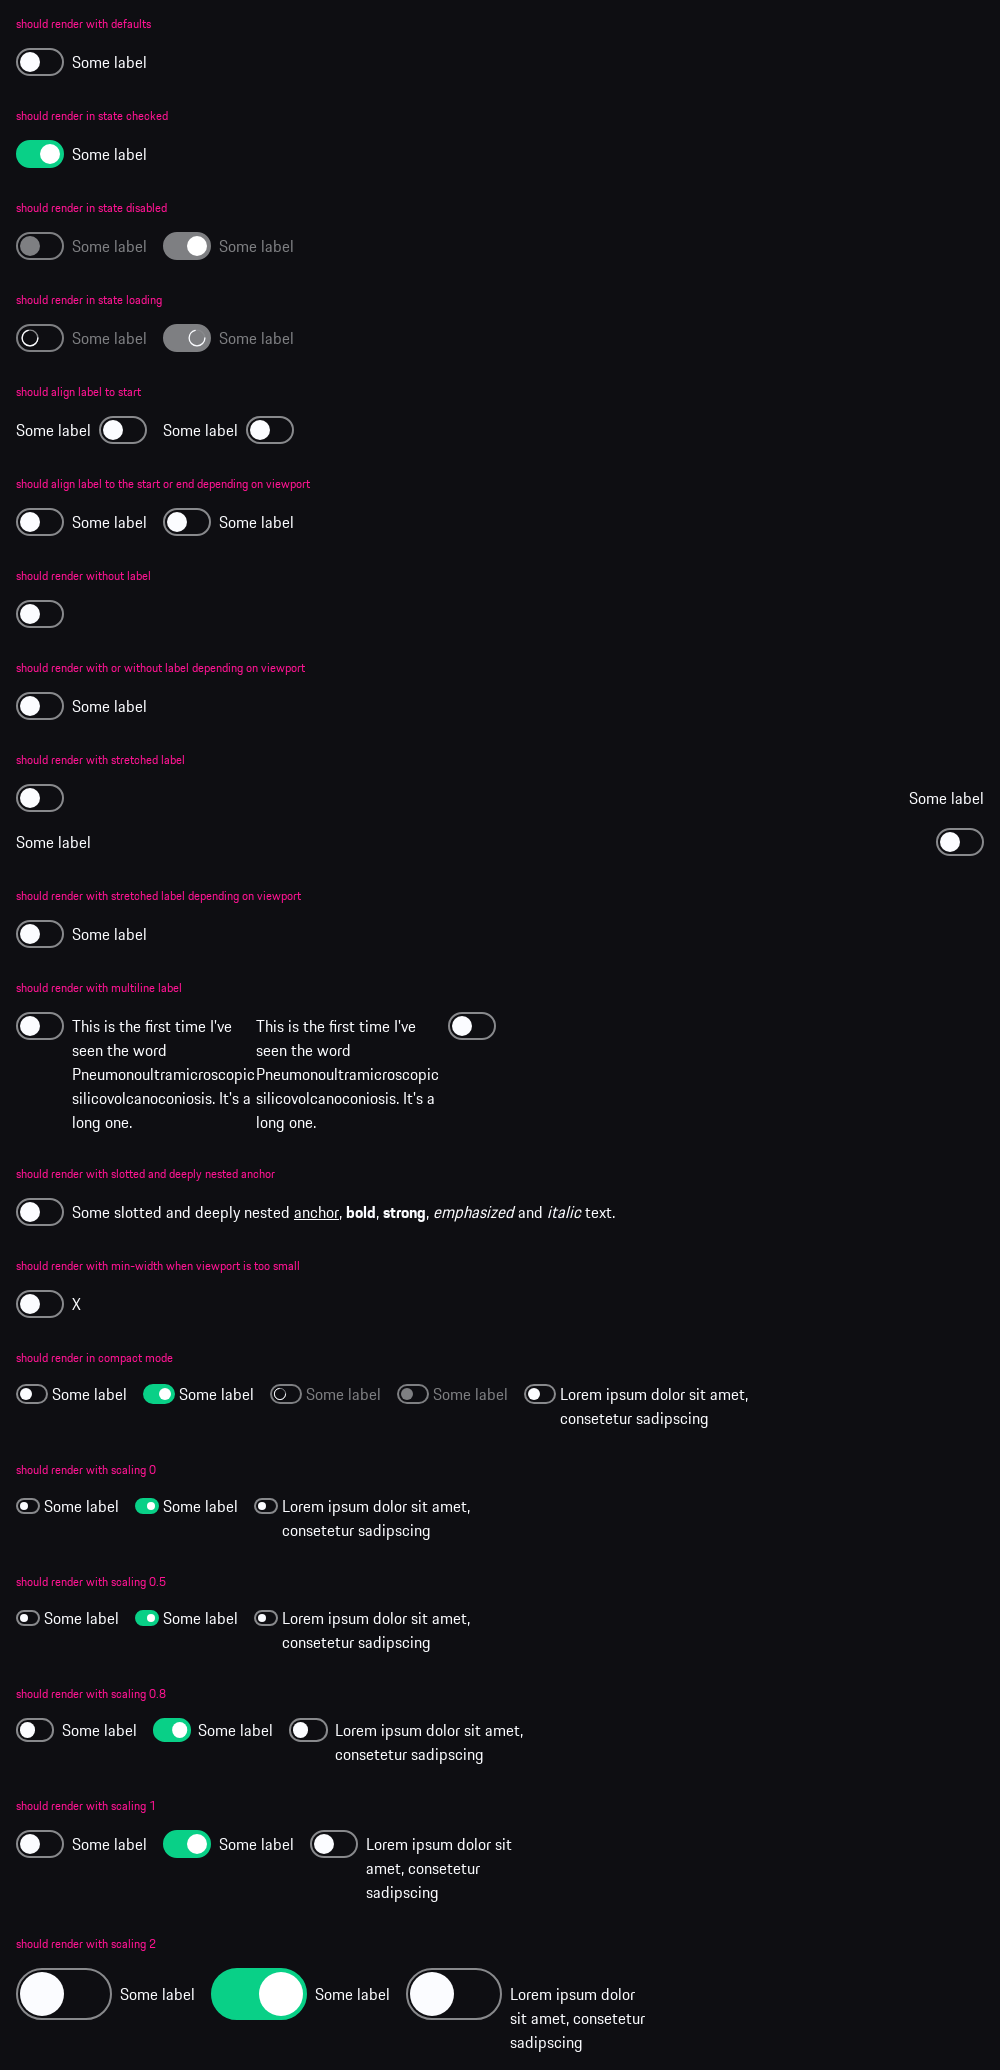 should render with defaults
Some label
should render in state checked
Some label
should render in state disabled
Some label Some label
should render in state loading
Some label Some label
should align label to start
Some label Some label
should align label to the start or end depending on viewport
Some label Some label
should render without label
should render with or without label depending on viewport
Some label
should render with stretched label
Some label
Some label
should render with stretched label depending on viewport
Some label
should render with multiline label
This is the first time I've
seen the word
Pneumonoultramicroscopic
silicovolcanoconiosis. It's a
long one.
This is the first time I've
seen the word
Pneumonoultramicroscopic
silicovolcanoconiosis. It's a
long one.
should render with slotted and deeply nested anchor
Some slotted and deeply nested anchor, bold, strong, emphasized and italic text.
should render with min-width when viewport is too small
X
should render in compact mode
Some label Some label Some label Some label Lorem ipsum dolor sit amet,
consetetur sadipscing
should render with scaling 0
Some label Some label Lorem ipsum dolor sit amet,
consetetur sadipscing
should render with scaling 0.5
Some label Some label Lorem ipsum dolor sit amet,
consetetur sadipscing
should render with scaling 0.8
Some label Some label Lorem ipsum dolor sit amet,
consetetur sadipscing
should render with scaling 1
Some label Some label Lorem ipsum dolor sit
amet, consetetur
sadipscing
should render with scaling 2
Some label Some label Lorem ipsum dolor
sit amet, consetetur
sadipscing